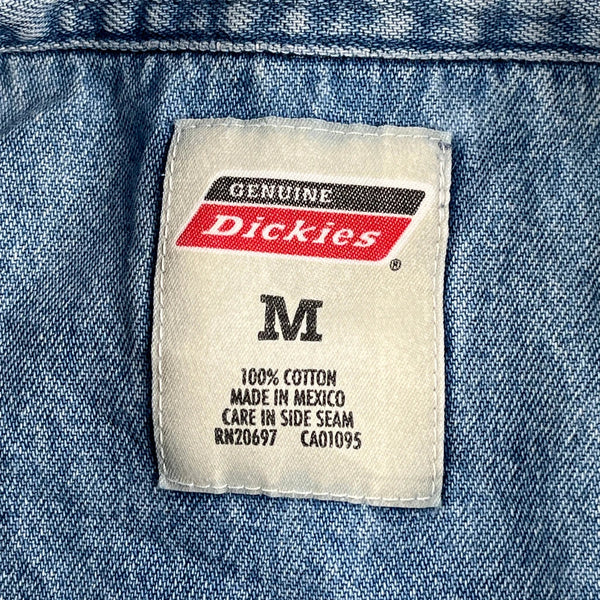 GENUINE
Dickies
®
M
100% COTTON
MADE IN MEXICO
CARE IN SIDE SEAM
RN20697 CA01095